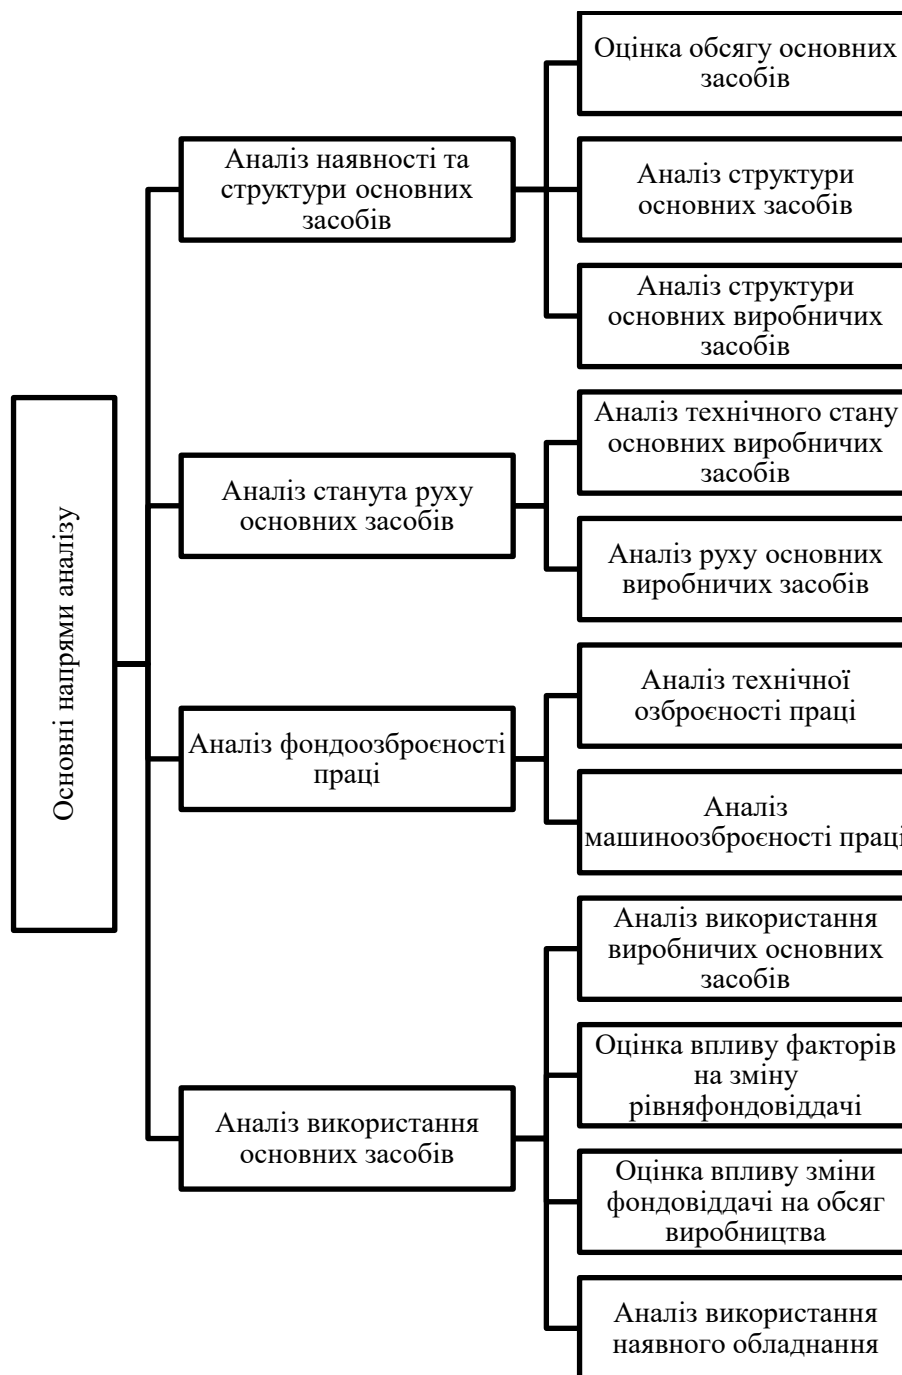 Основні напрями аналізу
Аналіз наявності та
структури основних
засобів
Оцінка обсягу основних
засобів
Аналіз структури
основних засобів
Аналіз структури
основних виробничих
засобів
Аналіз станута руху
основних засобів
Аналіз технічного стану
основних виробничих
засобів
Аналіз руху основних
виробничих засобів
Аналіз фондоозброєності
праці
Аналіз технічної
озброєності праці
Аналіз
машиноозброєності праці
Аналіз використання
основних засобів
Аналіз використання
виробничих основних
засобів
Оцінка впливу факторів
на зміну
рівняфондовіддачі
Оцінка впливу зміни
фондовіддачі на обсяг
виробництва
Аналіз використання
наявного обладнання